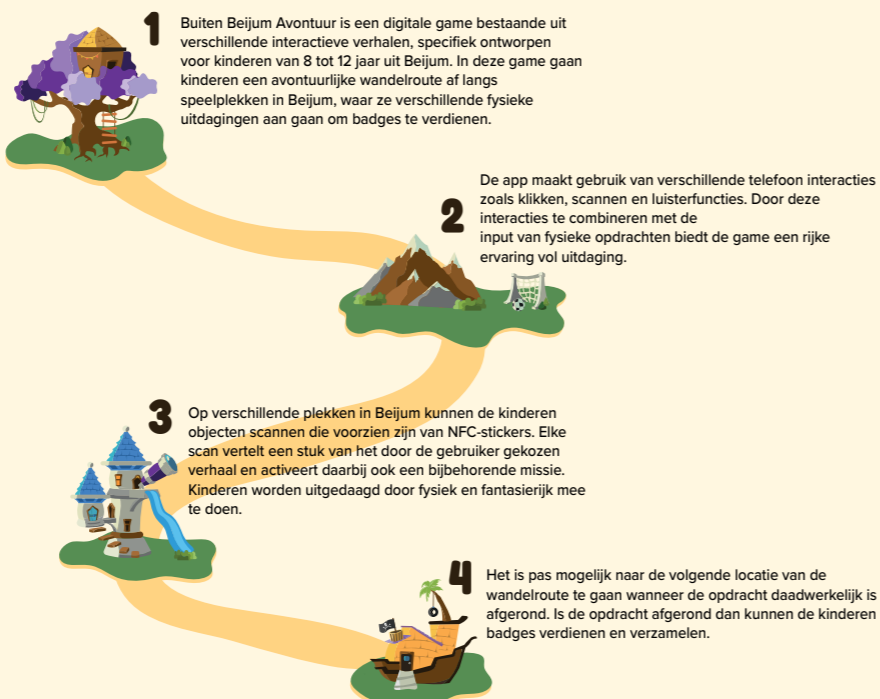 1
Buiten Beijum Avontuur is een digitale game bestaande uit
verschillende interactieve verhalen, specifiek ontworpen
voor kinderen van 8 tot 12 jaar uit Beijum. In deze game gaan
kinderen een avontuurlijke wandelroute af langs
speelplekken in Beijum, waar ze verschillende fysieke
uitdagingen aan gaan om badges te verdienen.
2
De app maakt gebruik van verschillende telefoon interacties
zoals klikken, scannen en luisterfuncties. Door deze
interacties te combineren met de
input van fysieke opdrachten biedt de game een rijke
ervaring vol uitdaging.
3
Op verschillende plekken in Beijum kunnen de kinderen
objecten scannen die voorzien zijn van NFC-stickers. Elke
scan vertelt een stuk van het door de gebruiker gekozen
verhaal en activeert daarbij ook een bijbehorende missie.
Kinderen worden uitgedaagd door fysiek en fantasierijk mee
te doen.
4
Het is pas mogelijk naar de volgende locatie van de
wandelroute te gaan wanneer de opdracht daadwerkelijk is
afgerond. Is de opdracht afgerond dan kunnen de kinderen
badges verdienen en verzamelen.